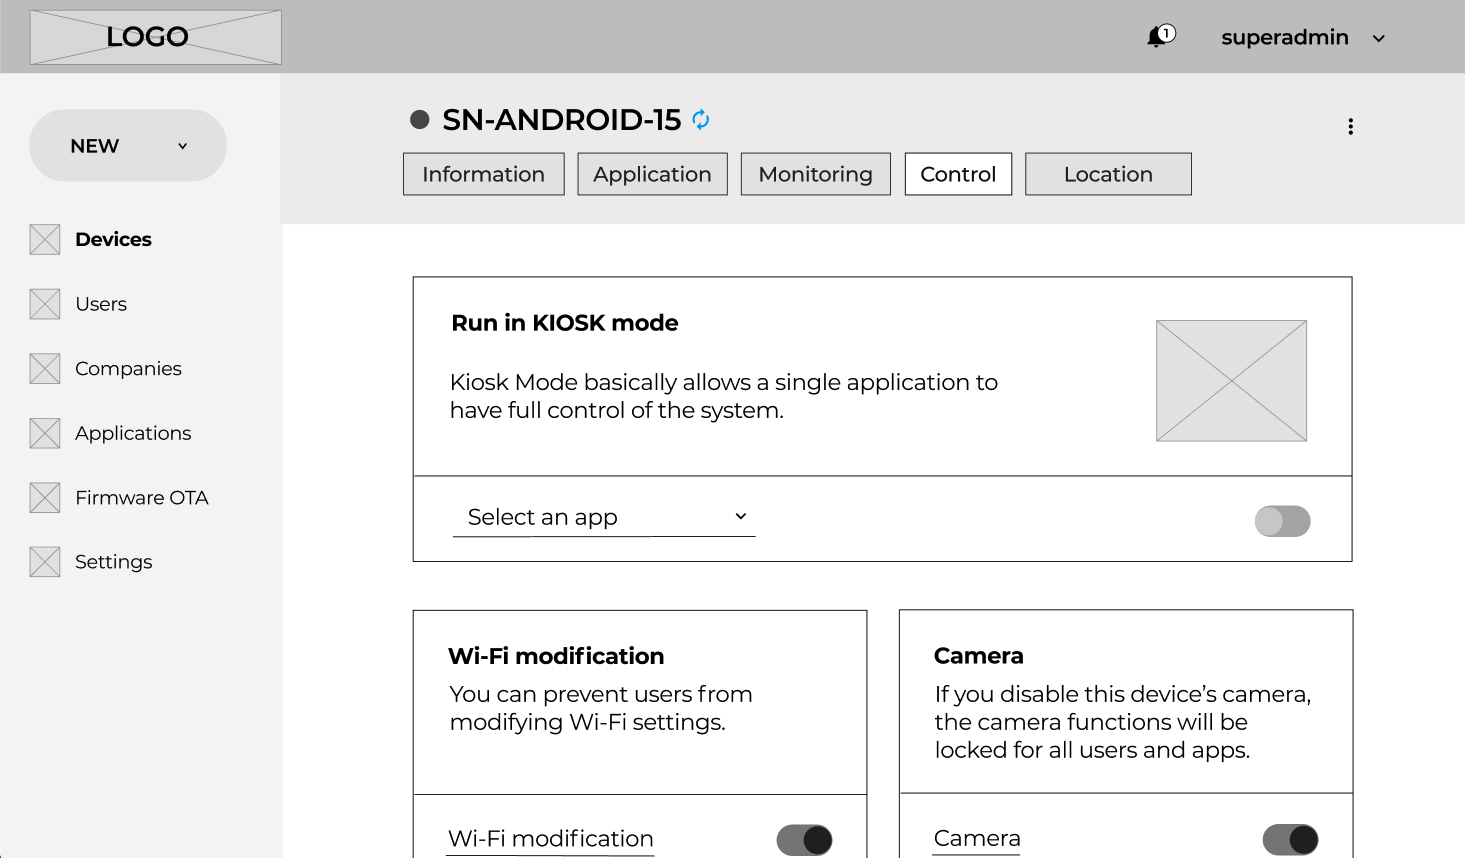 LOGO
1
superadmin
NEW
Devices
Users
Companies
Applications
Firmware OTA
Settings
SN-ANDROID-15
Information
Application
Monitoring
Control
Location
Run in KIOSK mode
Kiosk Mode basically allows a single application to
have full control of the system.
Select an app
Wi-Fi modification
You can prevent users from
modifying Wi-Fi settings.
Wi-Fi modification
Camera
If you disable this device’s camera,
the camera functions will be
locked for all users and apps.
Camera